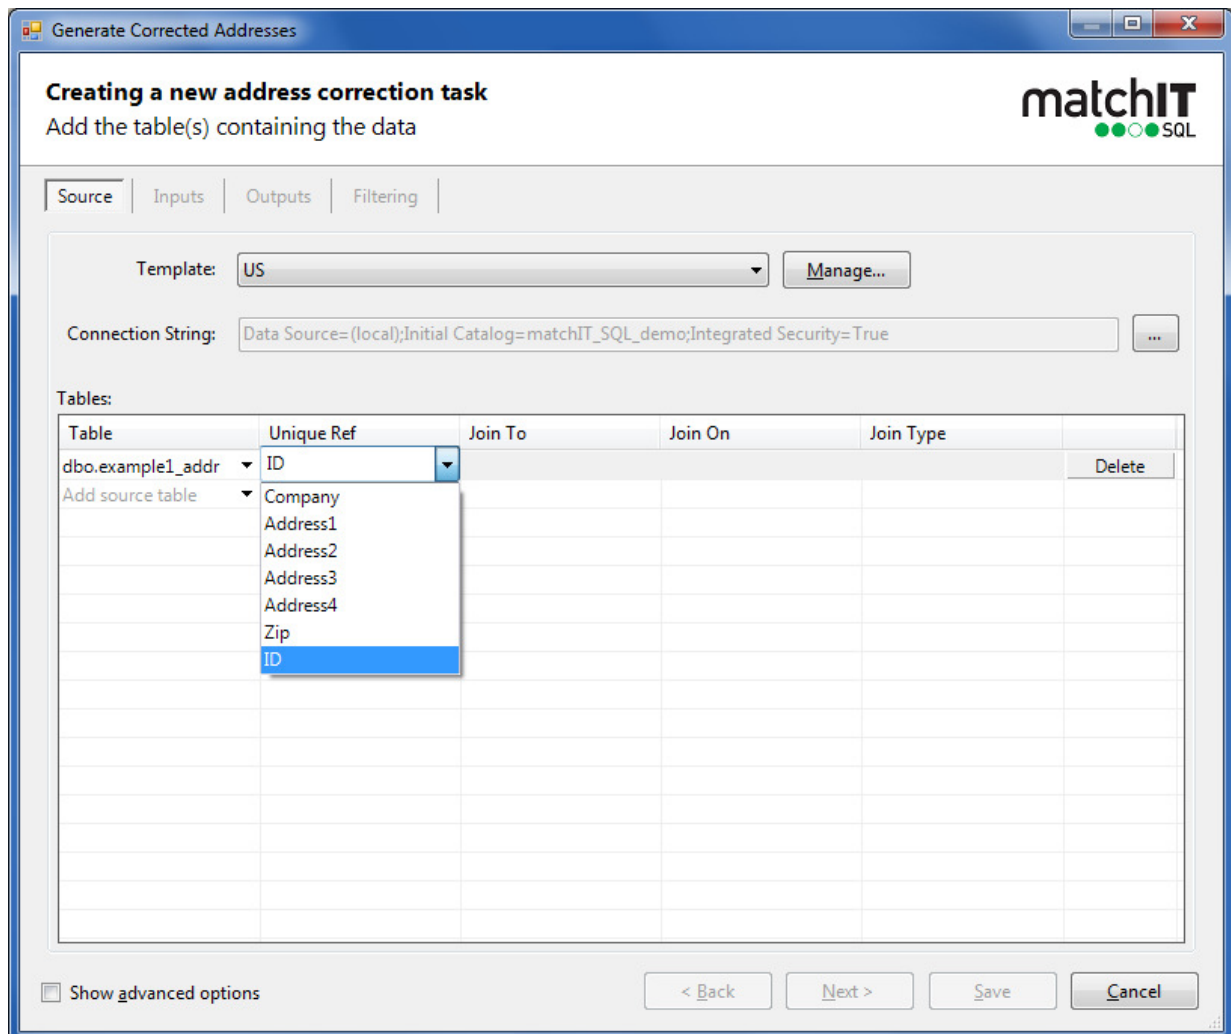 Generate Corrected Addresses
Creating a new address correction task
Add the table(s) containing the data
matchIT
SQL
Source Inputs Outputs Filtering
Template: US Manage...
Connection String: Data Source=(local);Initial Catalog=matchIT_SQL_demo;Integrated Security=True ...
Tables:
Table Unique Ref Join To Join On Join Type
dbo.example1_addr ID Delete
Add source table Company
Address1
Address2
Address3
Address4
Zip
ID
Show advanced options < Back Next > Save Cancel